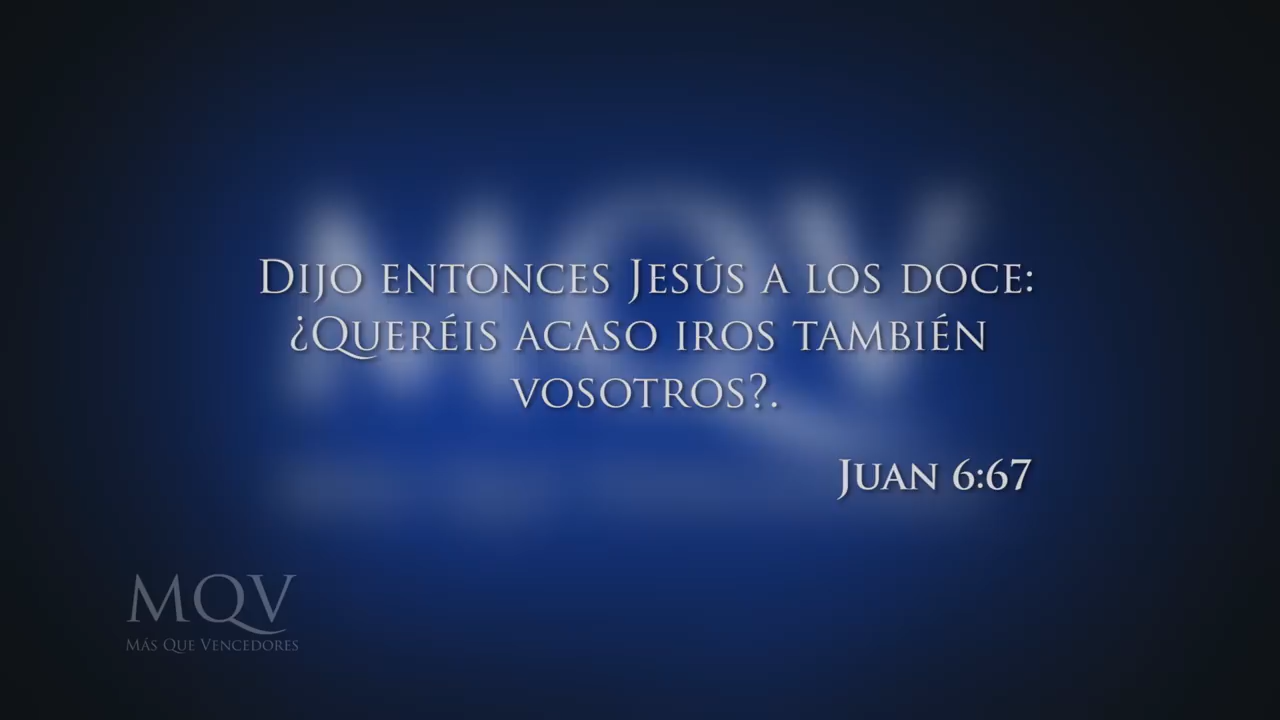 Dijo entonces Jesús a los doce:
¿Queréis acaso iros también
vosotros?.
Juan 6:67
MQV
Más Que Vencedores